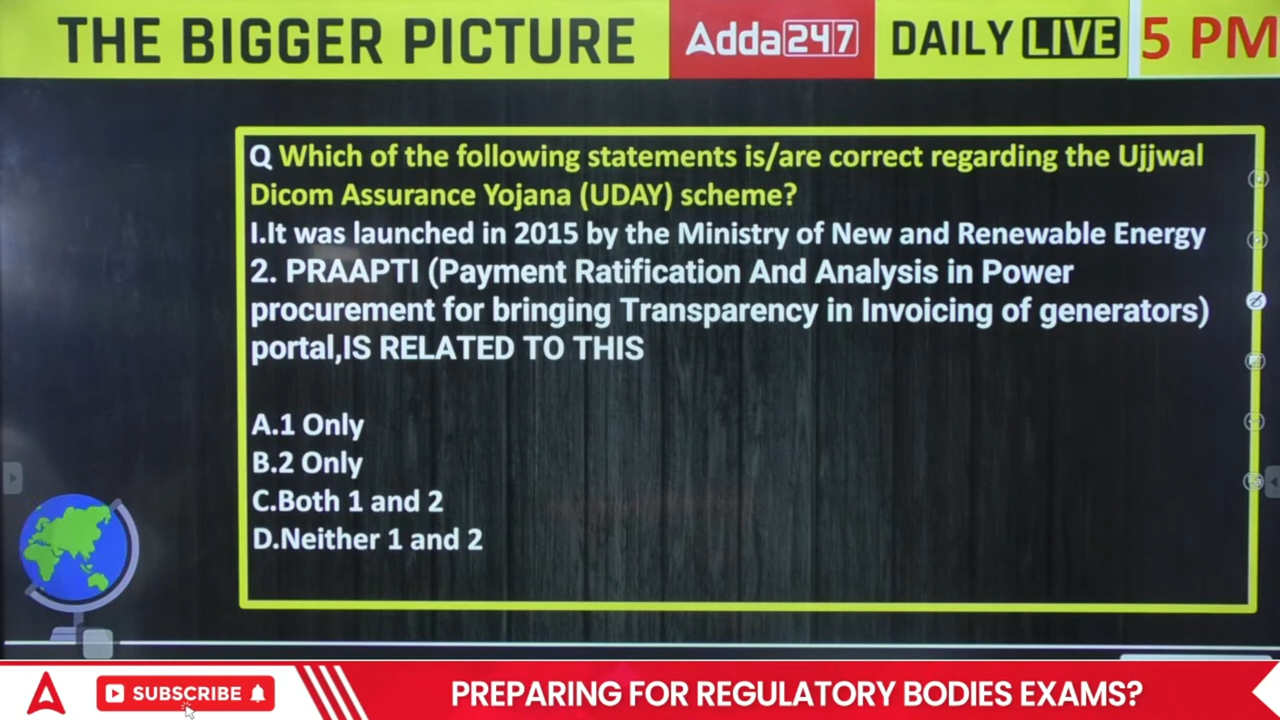 THE BIGGER PICTURE
Adda247
DAILY LIVE
5 PM
Q Which of the following statements is/are correct regarding the Ujjwal
Dicom Assurance Yojana (UDAY) scheme?
I.It was launched in 2015 by the Ministry of New and Renewable Energy
2. PRAAPTI (Payment Ratification And Analysis in Power
procurement for bringing Transparency in Invoicing of generators)
portal,IS RELATED TO THIS
A.1 Only
B.2 Only
C.Both 1 and 2
D.Neither 1 and 2
SUBSCRIBE
PREPARING FOR REGULATORY BODIES EXAMS?